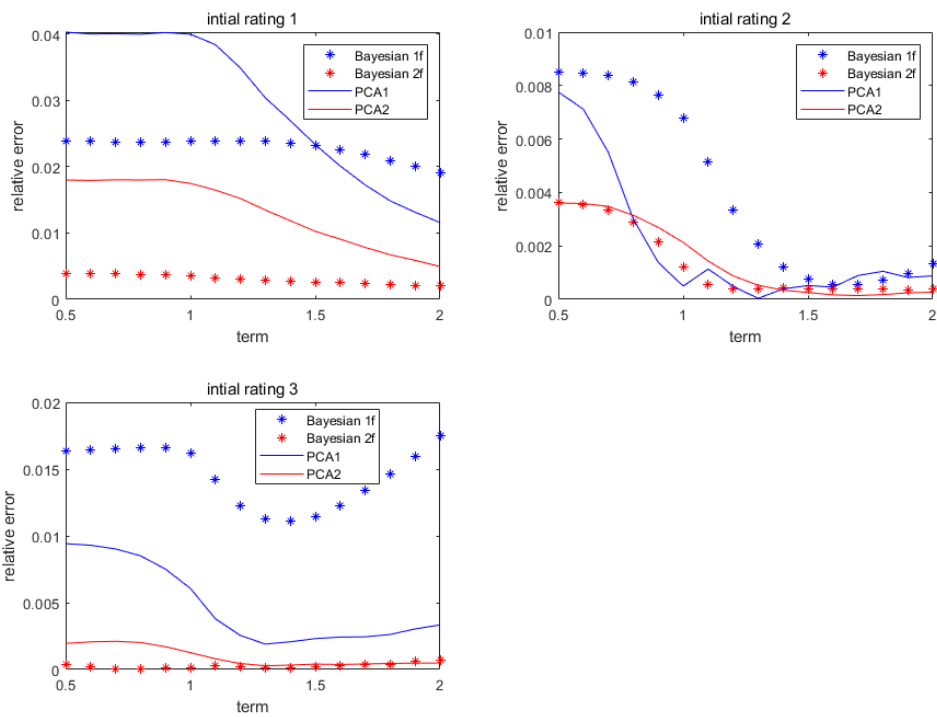 intial rating 1
0.04
0.03
0.02
0.01
0
relative error
Bayesian 1f
Bayesian 2f
PCA1
PCA2
0.5
1
1.5
2
term
intial rating 2
0.01
0.008
0.006
0.004
0.002
0
relative error
Bayesian 1f
Bayesian 2f
PCA1
PCA2
0.5
1
1.5
2
term
intial rating 3
0.02
0.015
0.01
0.005
0
relative error
Bayesian 1f
Bayesian 2f
PCA1
PCA2
0.5
1
1.5
2
term